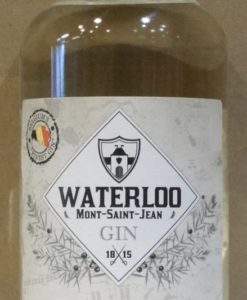 WATERLOO
MONT-SAINT-JEAN
GIN
18 15